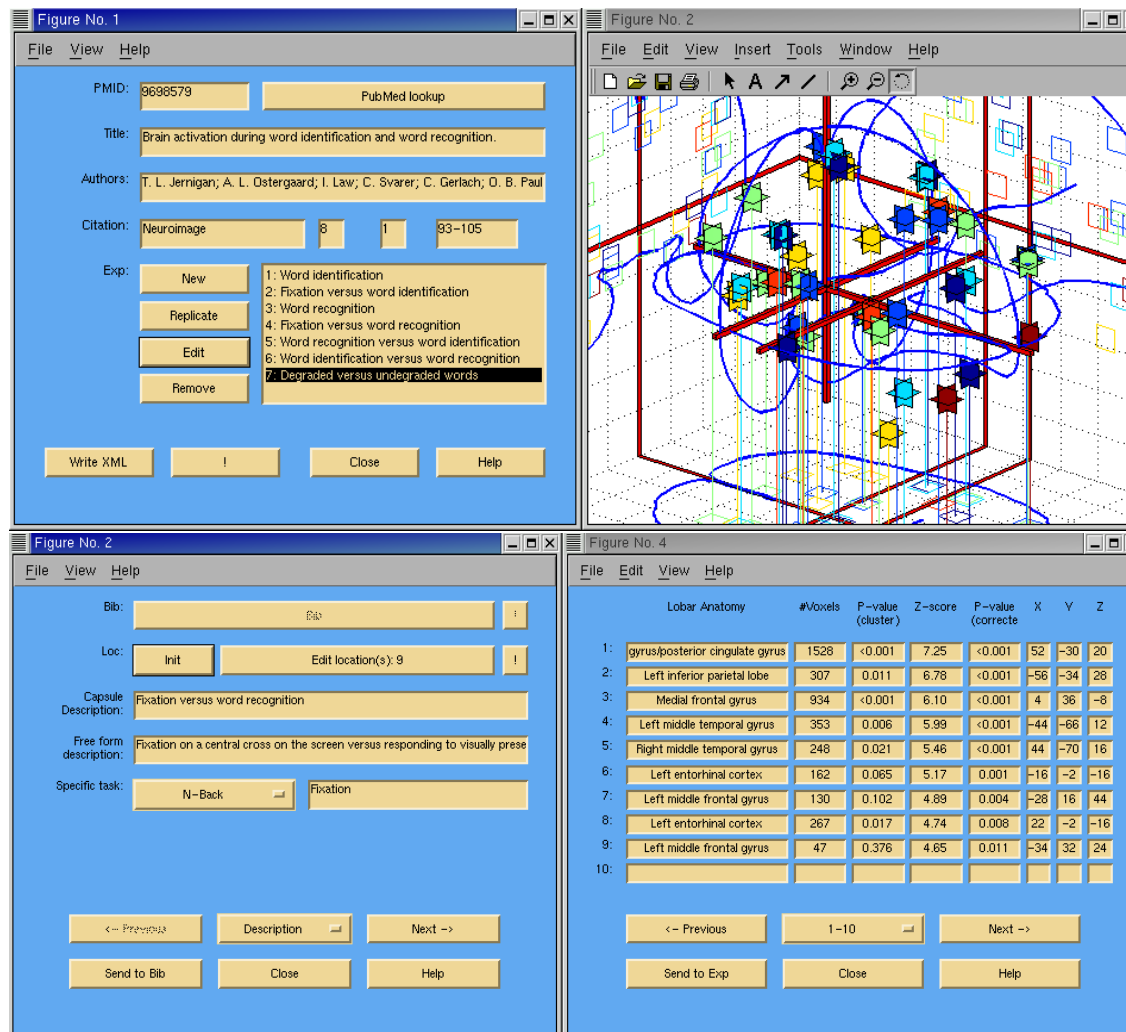 Figure No. 1
File View Help
PMID: 9698579 PubMed lookup
Title: Brain activation during word identification and word recognition.
Authors: T. L. Jernigan; A. L. Ostergaard; I. Law; C. Svarer; C. Gerlach; O. B. Paul
Citation: Neuroimage 8 1 93-105
Exp: New
Replicate
Edit
Remove
1: Word identification
2: Fixation versus word identification
3: Word recognition
4: Fixation versus word recognition
5: Word recognition versus word identification
6: Word identification versus word recognition
7: Degraded versus undegraded words
Write XML ! Close Help
Figure No. 2
File Edit View Insert Tools Window Help
A
Figure No. 2
File View Help
Bib: Bib !
Loc: Init Edit location(s): 9 !
Capsule Description: Fixation versus word recognition
Free form description: Fixation on a central cross on the screen versus responding to visually prese
Specific task: N-Back Fixation
<- Previous Description Next ->
Send to Bib Close Help
Figure No. 4
File Edit View Help
Lobar Anatomy #Voxels P-value (cluster) Z-score P-value (correcte X Y Z
1: gyrus/posterior cingulate gyrus 1528 <0.001 7.25 <0.001 52 -30 20
2: Left inferior parietal lobe 307 0.011 6.78 <0.001 -56 -34 28
3: Medial frontal gyrus 934 <0.001 6.10 <0.001 4 36 -8
4: Left middle temporal gyrus 353 0.006 5.99 <0.001 -44 -66 12
5: Right middle temporal gyrus 248 0.021 5.46 <0.001 44 -70 16
6: Left entorhinal cortex 162 0.065 5.17 0.001 -16 -2 -16
7: Left middle frontal gyrus 130 0.102 4.89 0.004 -28 16 44
8: Left entorhinal cortex 267 0.017 4.74 0.008 22 -2 -16
9: Left middle frontal gyrus 47 0.376 4.65 0.011 -34 32 24
10:
<- Previous 1-10 Next ->
Send to Exp Close Help